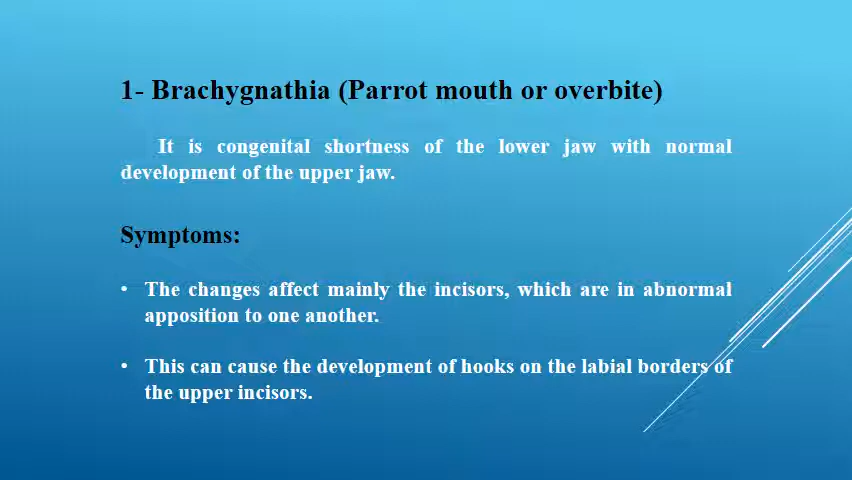 1- Brachygnathia (Parrot mouth or overbite)
It is congenital shortness of the lower jaw with normal
development of the upper jaw.
Symptoms:
• The changes affect mainly the incisors, which are in abnormal
apposition to one another.
• This can cause the development of hooks on the labial borders of
the upper incisors.